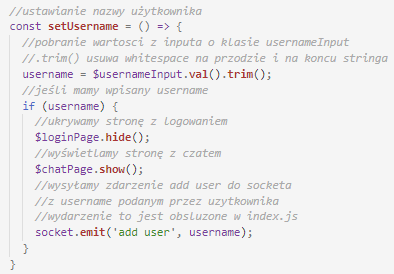 //ustawianie nazwy użytkownika
const setUsername = () => {
//pobranie wartosci z inputa o klasie usernameInput
//.trim() usuwa whitespace na przodzie i na koncu stringa
username = $usernameInput.val().trim();
//jeśli mamy wpisany username
if (username) {
//ukrywamy stronę z logowaniem
$loginPage.hide();
//wyświetlamy stronę z czatem
$chatPage.show();
//wysyłamy zdarzenie add user do socketa
//z username podanym przez uzytkownika
//wydarzenie to jest obsluzone w index.js
socket.emit('add user', username);
}
}